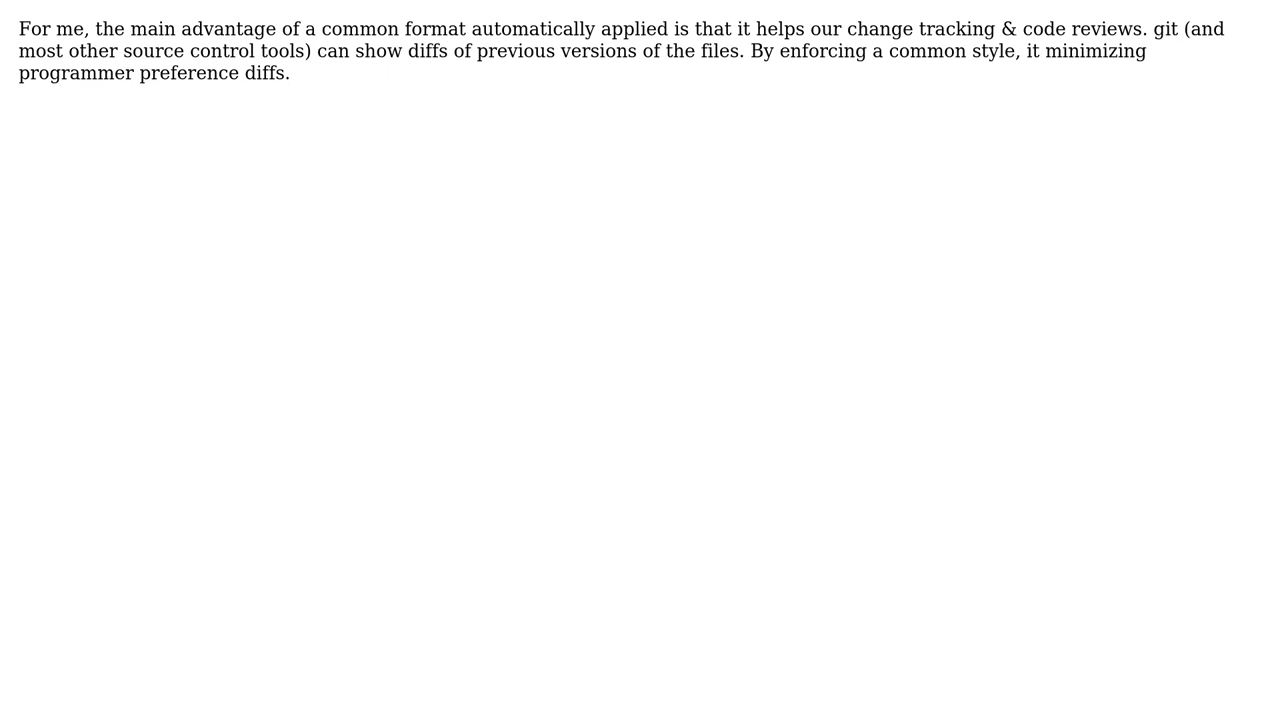 For me, the main advantage of a common format automatically applied is that it helps our change tracking & code reviews. git (and
most other source control tools) can show diffs of previous versions of the files. By enforcing a common style, it minimizing
programmer preference diffs.